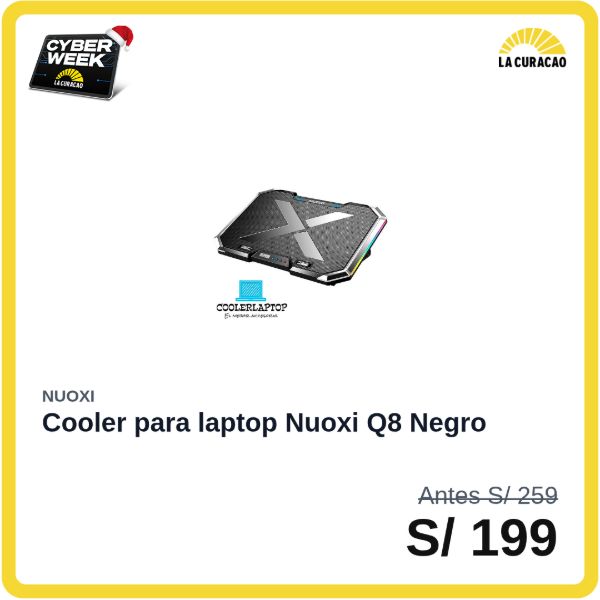 CYBER
WEEK
LA CURACAO
LA CURACAO
COOLERLAPTOP
NUOXI
Cooler para laptop Nuoxi Q8 Negro
Antes S/ 259
S/ 199